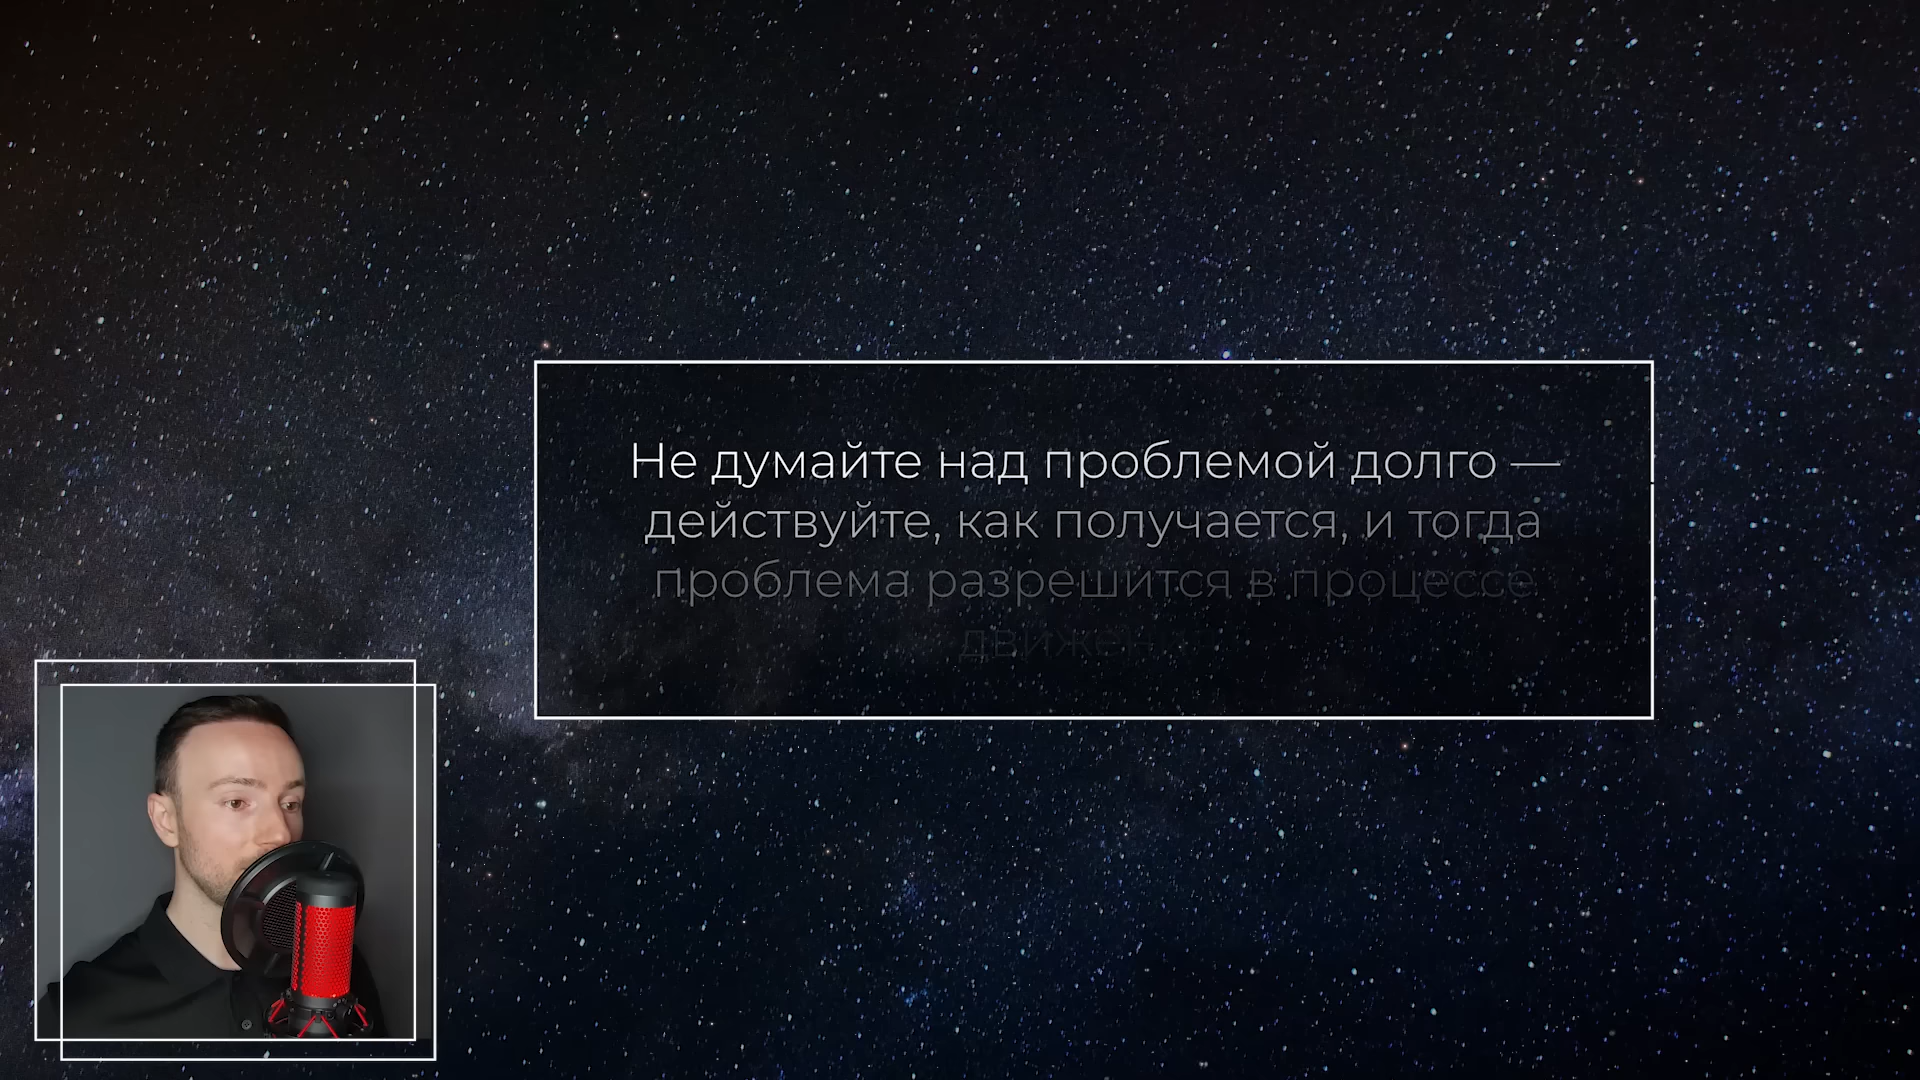 Не думайте над проблемой долго —
действуйте, как получается, и тогда
проблема разрешится в процессе